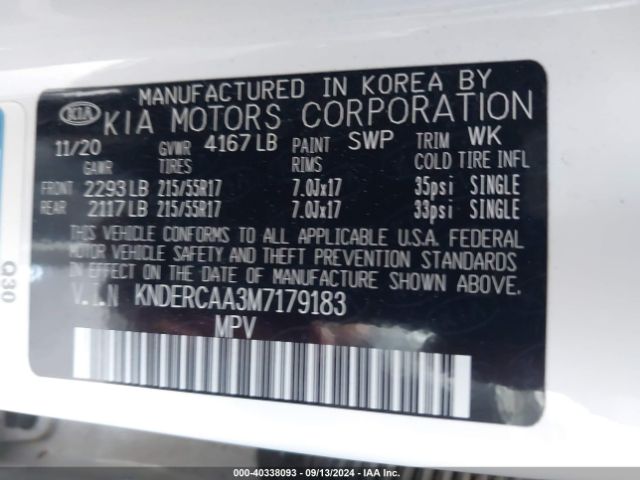 MANUFACTURED IN KOREA BY
KIA KIA MOTORS CORPORATION
11/20 GVWR 4167 LB PAINT SWP TRIM WK
GAWR TIRES RIMS COLD TIRE INFL
FRONT 2293 LB 215/55R17 7.0Jx17 35psi SINGLE
REAR 2117 LB 215/55R17 7.0Jx17 33psi SINGLE
THIS VEHICLE CONFORMS TO ALL APPLICABLE U.S.A. FEDERAL
MOTOR VEHICLE SAFETY AND THEFT PREVENTION STANDARDS
IN EFFECT ON THE DATE OF MANUFACTURE SHOWN ABOVE.
V.I.N KNDERCAA3M7179183
MPV
Q30
000-40338093 - 09/13/2024 - IAAI.com